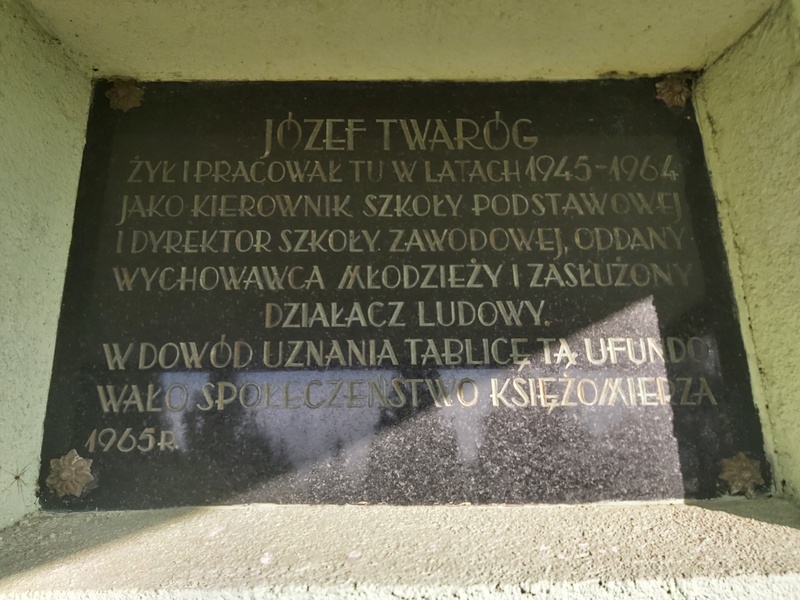 JÓZEF TWARÓG
ŻYŁ I PRACOWAŁ TU W LATACH 1945-1964
JAKO KIEROWNIK SZKOŁY PODSTAWOWEJ
I DYREKTOR SZKOŁY ZAWODOWEJ, ODDANY
WYCHOWAWCA MŁODZIEŻY I ZASŁUŻONY
DZIAŁACZ LUDOWY.
W DOWÓD UZNANIA TABLICĘ TĄ UFUNDO
WAŁO SPOŁECZEŃSTWO KSIĘŻOMIERZA
1965 R.